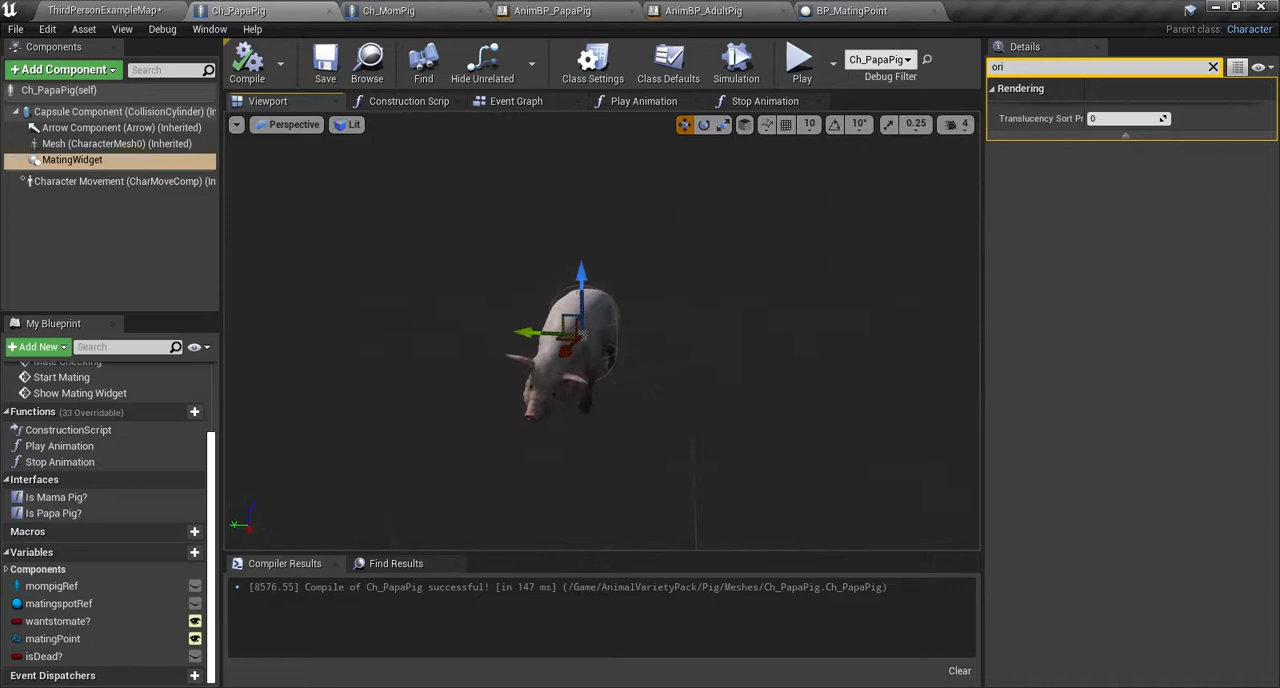 ThirdPersonExampleMap*
Ch_PapaPig
Ch_MomPig
AnimBP_PapaPig
AnimBP_AdultPig
BP_MatingPoint
File
Edit
Asset
View
Debug
Window
Help
Parent class: Character
Components
+ Add Component
Search
Ch_PapaPig(self)
Capsule Component (CollisionCylinder) (In
Arrow Component (Arrow) (Inherited)
Mesh (CharacterMesh0) (Inherited)
MatingWidget
Character Movement (CharMoveComp) (In
Compile
Save
Browse
Find
Hide Unrelated
Class Settings
Class Defaults
Simulation
Play
Ch_PapaPig
Debug Filter
Viewport
Construction Scrip
Event Graph
Play Animation
Stop Animation
Perspective
Lit
10
10°
0.25
4
Details
ori
Rendering
Translucency Sort Pr
0
My Blueprint
+ Add New
Search
Mate Checking
Start Mating
Show Mating Widget
Functions (33 Overridable)
ConstructionScript
Play Animation
Stop Animation
Interfaces
Is Mama Pig?
Is Papa Pig?
Macros
Variables
Components
mompigRef
matingspotRef
wantstomate?
matingPoint
isDead?
Event Dispatchers
Compiler Results
Find Results
[8576.55] Compile of Ch_PapaPig successful! [in 147 ms] (/Game/AnimalVarietyPack/Pig/Meshes/Ch_PapaPig.Ch_PapaPig)
Clear